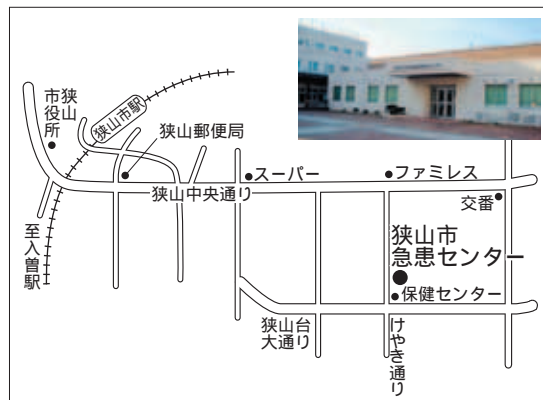 狭山
市役所
狭山市駅
狭山郵便局
スーパー
ファミレス
狭山中央通り
交番
至入曽駅
狭山市
急患センター
保健センター
狭山台
大通り
けやき通り